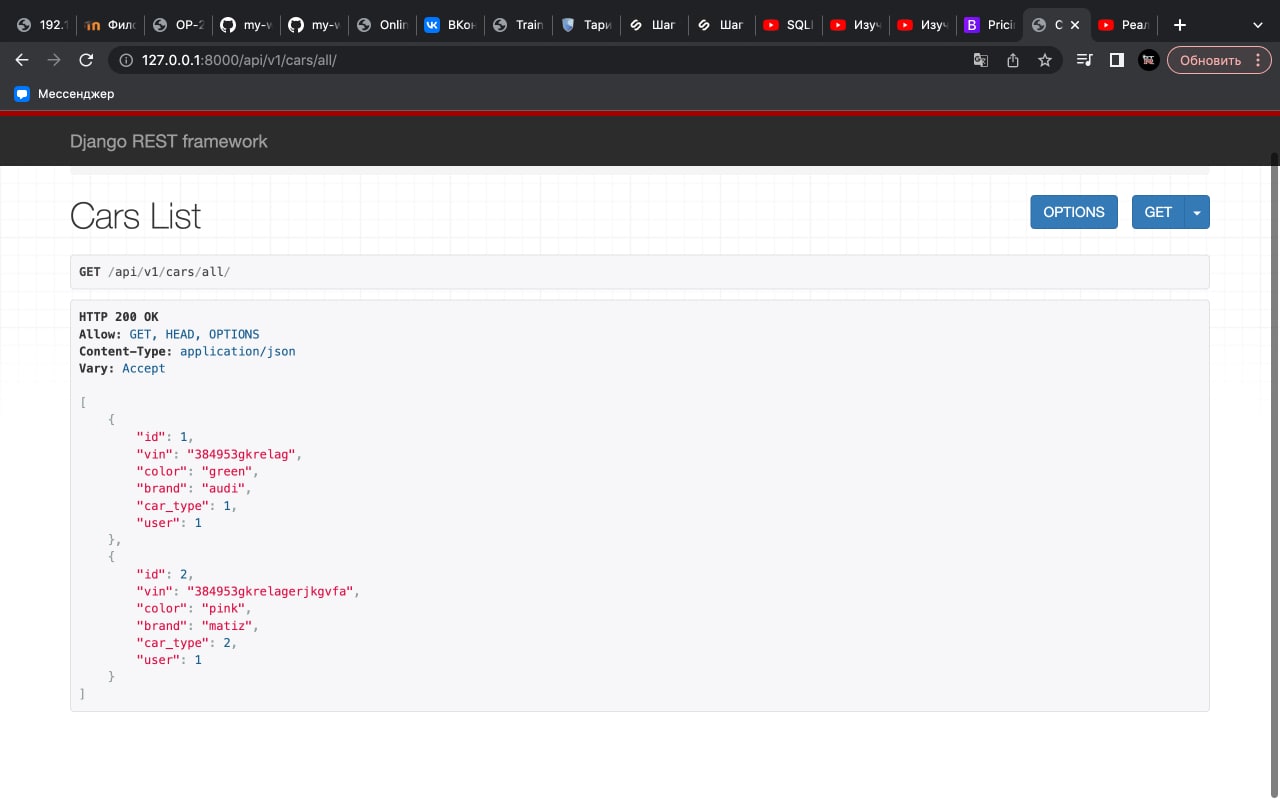 192.1 Фило OP-2 my-w my-w Onlin ВКон Train Тари Шаг Шаг SQLI Изуч Изуч Prici C Реал
127.0.0.1:8000/api/v1/cars/all/ Обновить
Мессенджер
Django REST framework
Cars List OPTIONS GET
GET /api/v1/cars/all/
HTTP 200 OK
Allow: GET, HEAD, OPTIONS
Content-Type: application/json
Vary: Accept
[
{
"id": 1,
"vin": "384953gkrelag",
"color": "green",
"brand": "audi",
"car_type": 1,
"user": 1
},
{
"id": 2,
"vin": "384953gkrelagerjkgvfa",
"color": "pink",
"brand": "matiz",
"car_type": 2,
"user": 1
}
]